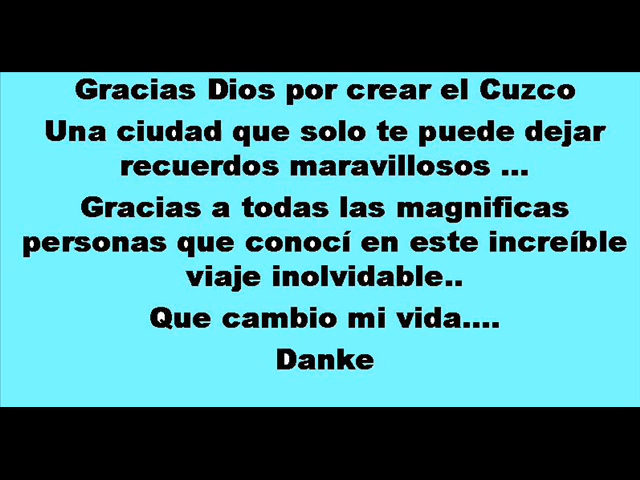 Gracias Dios por crear el Cuzco
Una ciudad que solo te puede dejar
recuerdos maravillosos ...
Gracias a todas las magnificas
personas que conocí en este increíble
viaje inolvidable..
Que cambio mi vida....
Danke